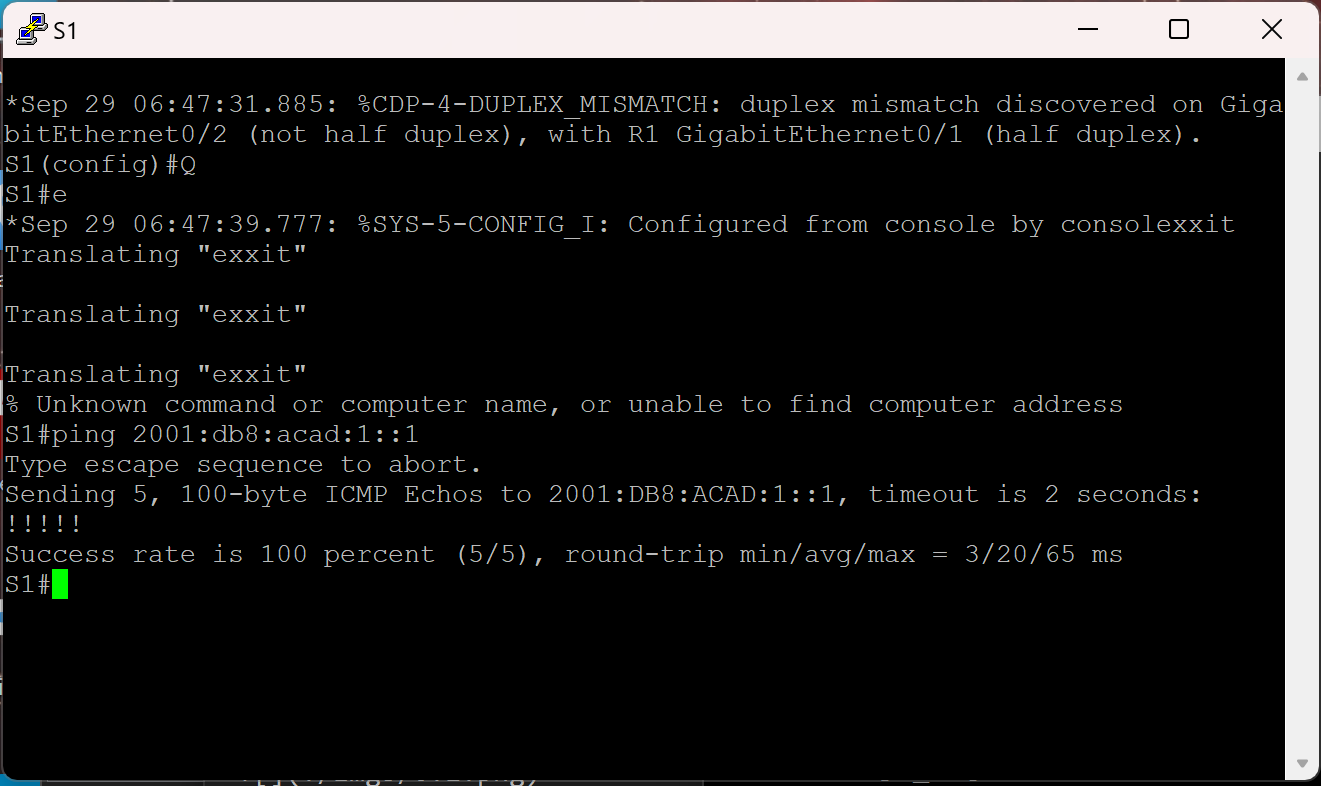 S1
*Sep 29 06:47:31.885: %CDP-4-DUPLEX_MISMATCH: duplex mismatch discovered on Giga
bitEthernet0/2 (not half duplex), with R1 GigabitEthernet0/1 (half duplex).
S1(config)#Q
S1#e
*Sep 29 06:47:39.777: %SYS-5-CONFIG_I: Configured from console by consolexxit
Translating "exxit"
Translating "exxit"
Translating "exxit"
% Unknown command or computer name, or unable to find computer address
S1#ping 2001:db8:acad:1::1
Type escape sequence to abort.
Sending 5, 100-byte ICMP Echos to 2001:DB8:ACAD:1::1, timeout is 2 seconds:
!!!!!
Success rate is 100 percent (5/5), round-trip min/avg/max = 3/20/65 ms
S1#